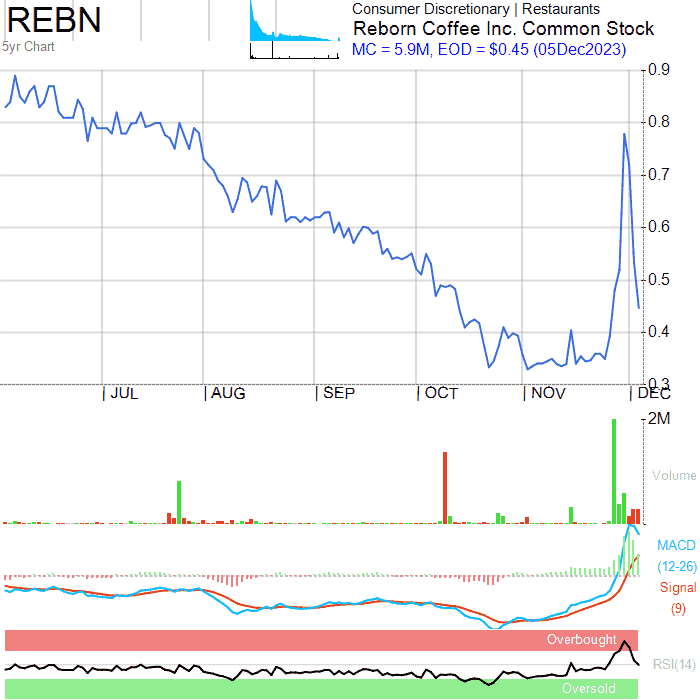 REBN
5yr Chart
Consumer Discretionary | Restaurants
Reborn Coffee Inc. Common Stock
MC = 5.9M, EOD = $0.45 (05Dec2023)
0.9
0.8
0.7
0.6
0.5
0.4
0.3
| JUL | AUG | SEP | OCT | NOV | DEC
2M
Volume
MACD
(12-26)
Signal
(9)
Overbought
RSI(14)
Oversold